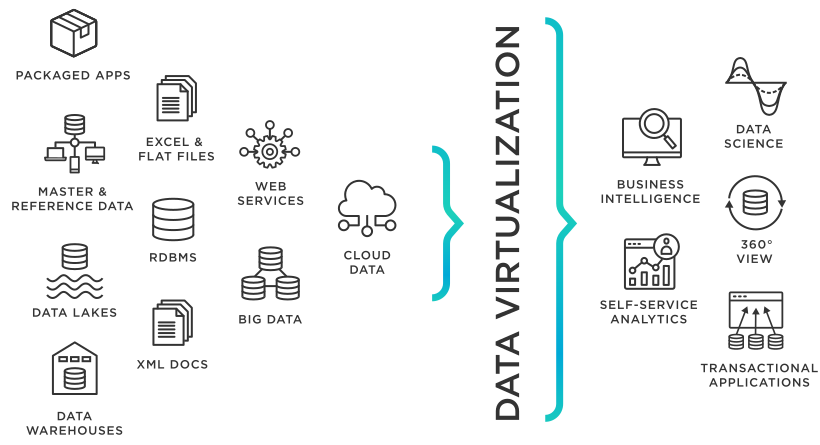 PACKAGED APPS
MASTER &
REFERENCE DATA
DATA LAKES
DATA
WAREHOUSES
EXCEL &
FLAT FILES
RDBMS
XML DOCS
WEB
SERVICES
BIG DATA
CLOUD
DATA
DATA VIRTUALIZATION
BUSINESS
INTELLIGENCE
SELF-SERVICE
ANALYTICS
DATA
SCIENCE
360°
VIEW
TRANSACTIONAL
APPLICATIONS